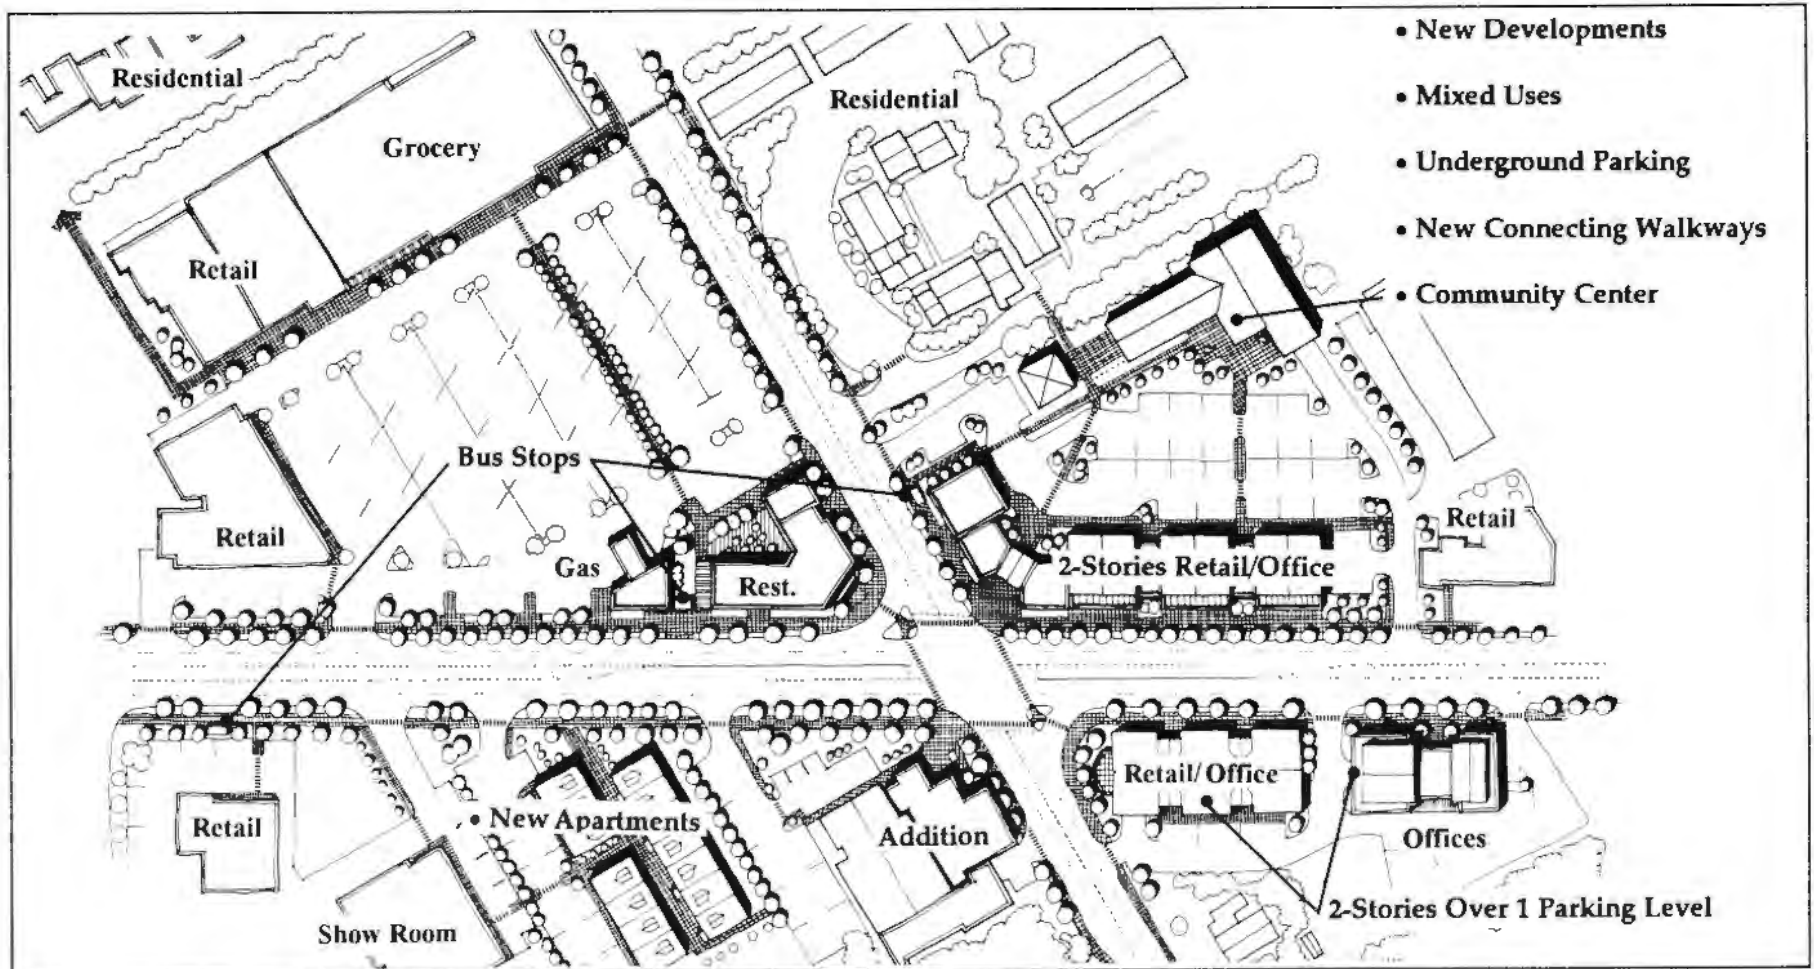 • New Developments
Residential
Residential
• Mixed Uses
Grocery
• Underground Parking
• New Connecting Walkways
Retail
• Community Center
Bus Stops
Retail
Retail
Gas
2-Stories Retail/Office
Rest.
Retail/Office
Retail
• New Apartments
Addition
Offices
2-Stories Over 1 Parking Level
Show Room